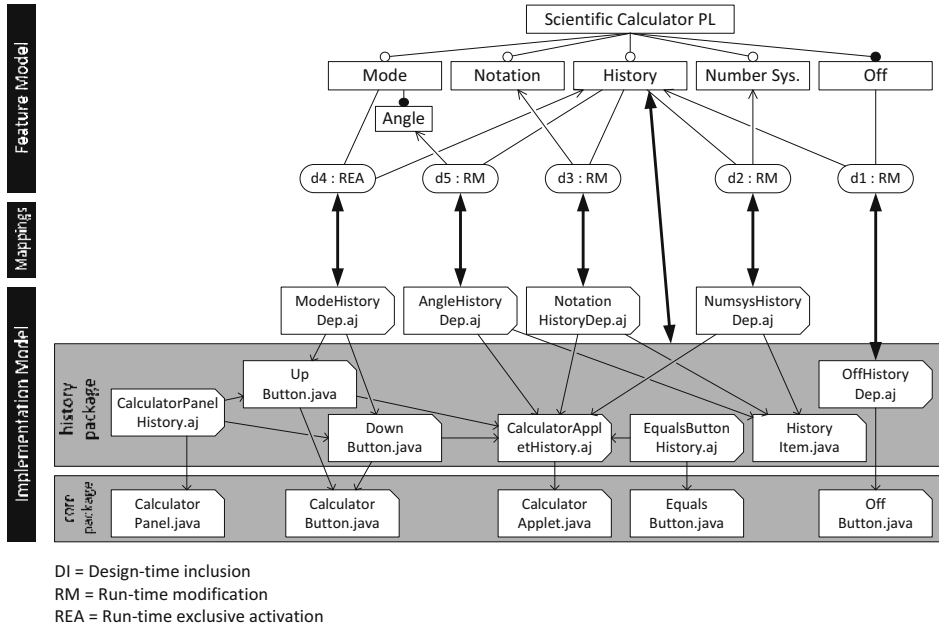 Scientific Calculator PL
Mode
Notation
History
Number Sys.
Off
Angle
Feature Model
d4 : REA
d5 : RM
d3 : RM
d2 : RM
d1 : RM
Mappings
ModeHistory
Dep.aj
AngleHistory
Dep.aj
Notation
HistoryDep.aj
NumsysHistory
Dep.aj
Implementation Model
history
package
Up
Button.java
OffHistory
Dep.aj
CalculatorPanel
History.aj
Down
Button.java
CalculatorAppl
etHistory.aj
EqualsButton
History.aj
History
Item.java
core
package
Calculator
Panel.java
Calculator
Button.java
Calculator
Applet.java
Equals
Button.java
Off
Button.java
DI = Design-time inclusion
RM = Run-time modification
REA = Run-time exclusive activation